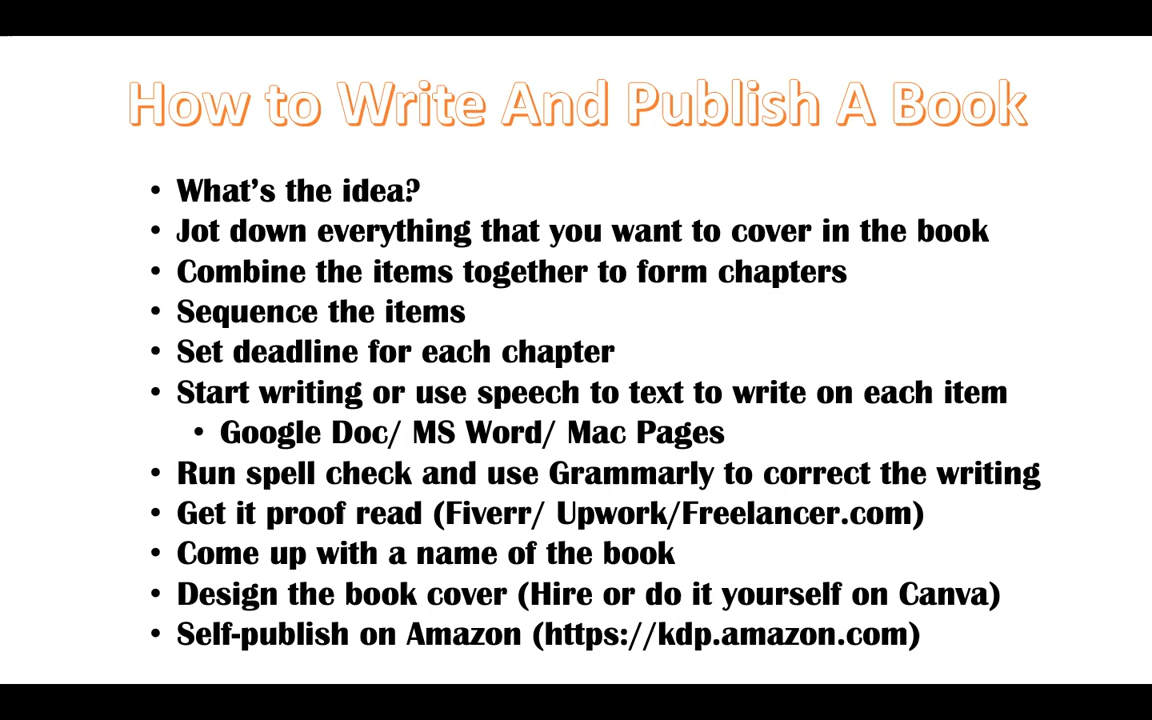 How to Write And Publish A Book
• What’s the idea?
• Jot down everything that you want to cover in the book
• Combine the items together to form chapters
• Sequence the items
• Set deadline for each chapter
• Start writing or use speech to text to write on each item
• Google Doc/ MS Word/ Mac Pages
• Run spell check and use Grammarly to correct the writing
• Get it proof read (Fiverr/ Upwork/Freelancer.com)
• Come up with a name of the book
• Design the book cover (Hire or do it yourself on Canva)
• Self-publish on Amazon (https://kdp.amazon.com)